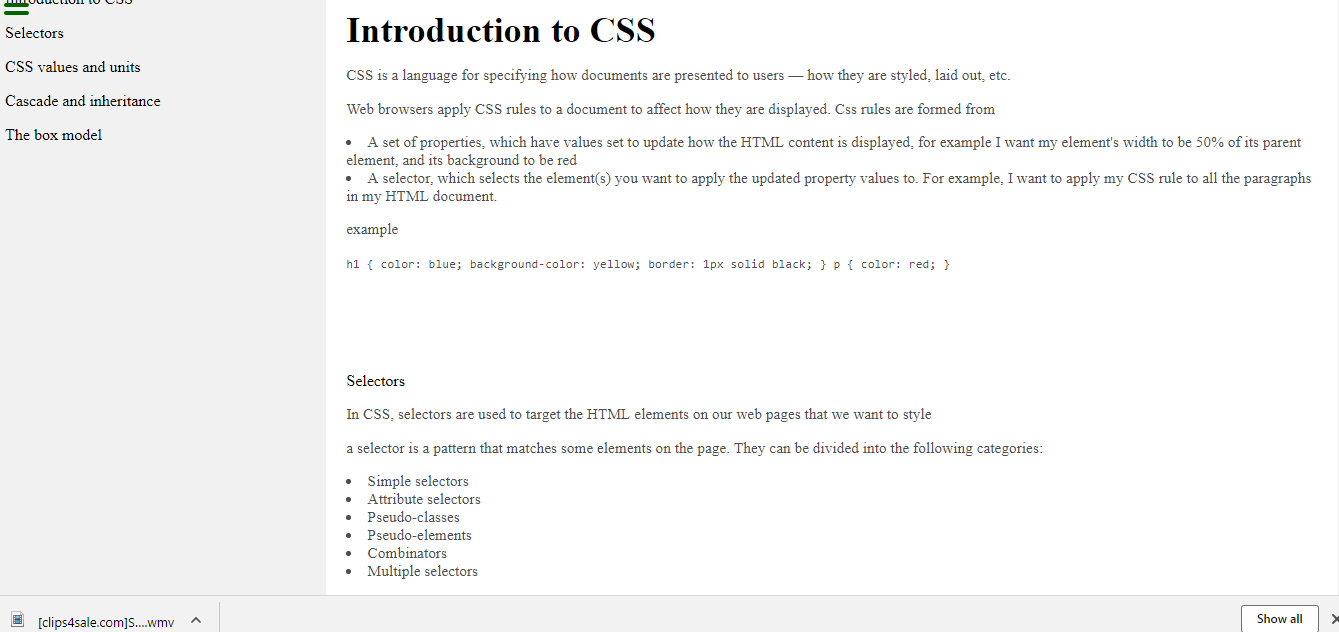 Introduction to CSS
Selectors
CSS values and units
Cascade and inheritance
The box model
Introduction to CSS
CSS is a language for specifying how documents are presented to users — how they are styled, laid out, etc.
Web browsers apply CSS rules to a document to affect how they are displayed. Css rules are formed from
• A set of properties, which have values set to update how the HTML content is displayed, for example I want my element's width to be 50% of its parent
element, and its background to be red
• A selector, which selects the element(s) you want to apply the updated property values to. For example, I want to apply my CSS rule to all the paragraphs
in my HTML document.
example
h1 { color: blue; background-color: yellow; border: 1px solid black; } p { color: red; }
Selectors
In CSS, selectors are used to target the HTML elements on our web pages that we want to style
a selector is a pattern that matches some elements on the page. They can be divided into the following categories:
• Simple selectors
• Attribute selectors
• Pseudo-classes
• Pseudo-elements
• Combinators
• Multiple selectors
[clips4sale.com]S....wmv
Show all